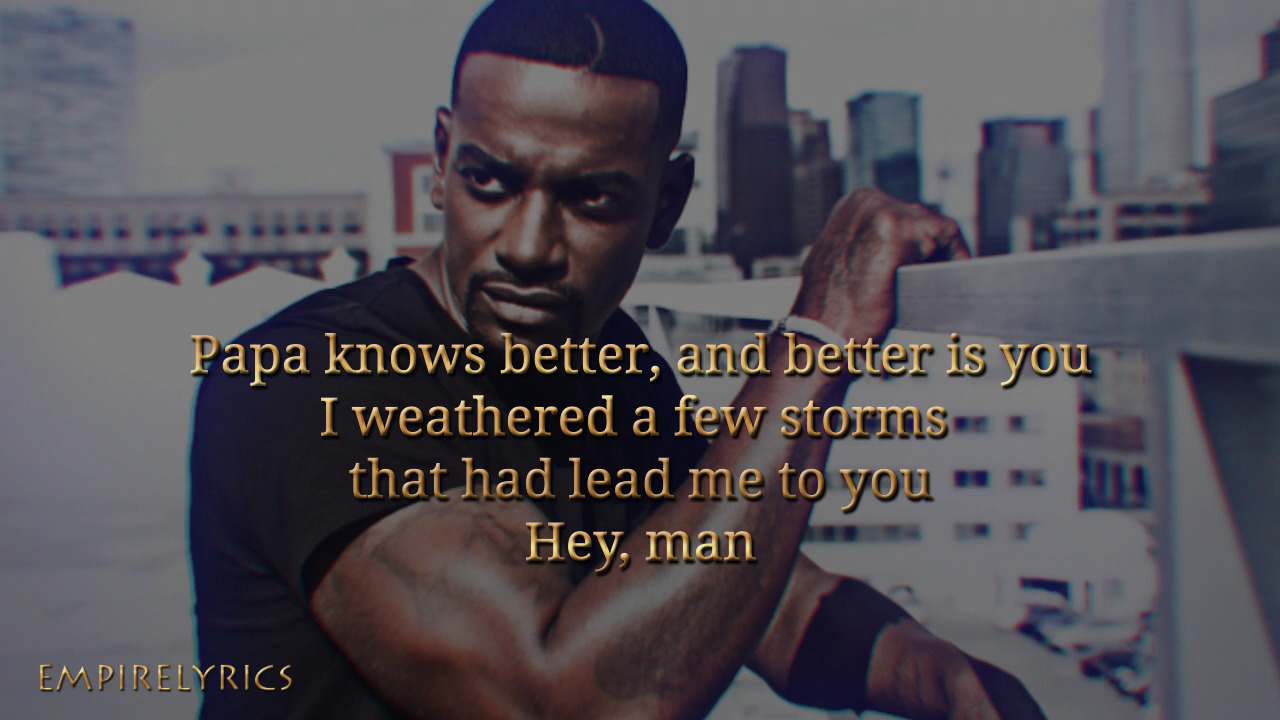 Papa knows better, and better is you
I weathered a few storms
that had lead me to you
Hey, man
EMPIRELYRICS